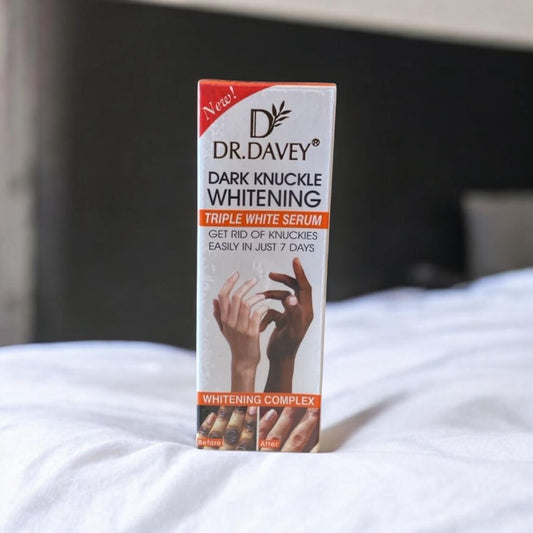 New!
D
DR.DAVEY®
DARK KNUCKLE
WHITENING
TRIPLE WHITE SERUM
GET RID OF KNUCKIES
EASILY IN JUST 7 DAYS
WHITENING COMPLEX
Before
After